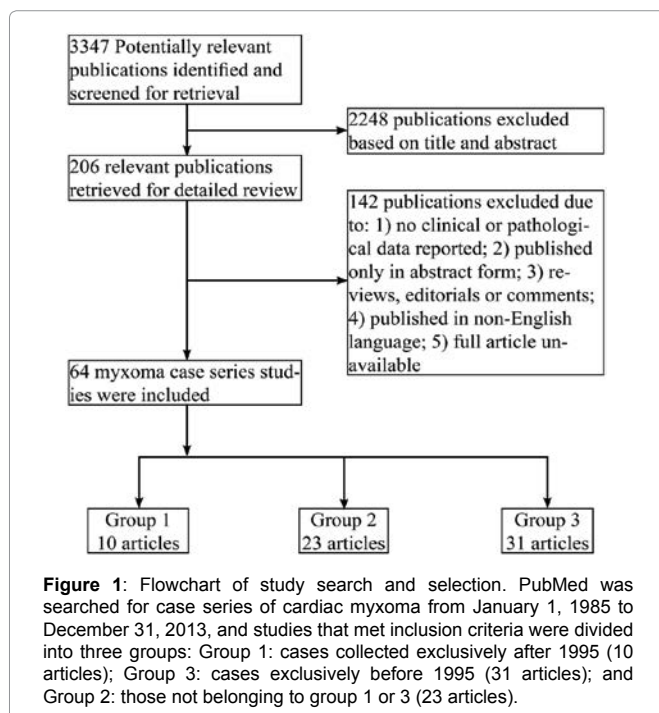 3347 Potentially relevant
publications identified and
screened for retrieval
2248 publications excluded
based on title and abstract
206 relevant publications
retrieved for detailed review
142 publications excluded due
to: 1) no clinical or pathologi-
cal data reported; 2) published
only in abstract form; 3) re-
views, editorials or comments;
4) published in non-English
language; 5) full article un-
available
64 myxoma case series stud-
ies were included
Group 1
10 articles
Group 2
23 articles
Group 3
31 articles
Figure 1: Flowchart of study search and selection. PubMed was
searched for case series of cardiac myxoma from January 1, 1985 to
December 31, 2013, and studies that met inclusion criteria were divided
into three groups: Group 1: cases collected exclusively after 1995 (10
articles); Group 3: cases exclusively before 1995 (31 articles); and
Group 2: those not belonging to group 1 or 3 (23 articles).